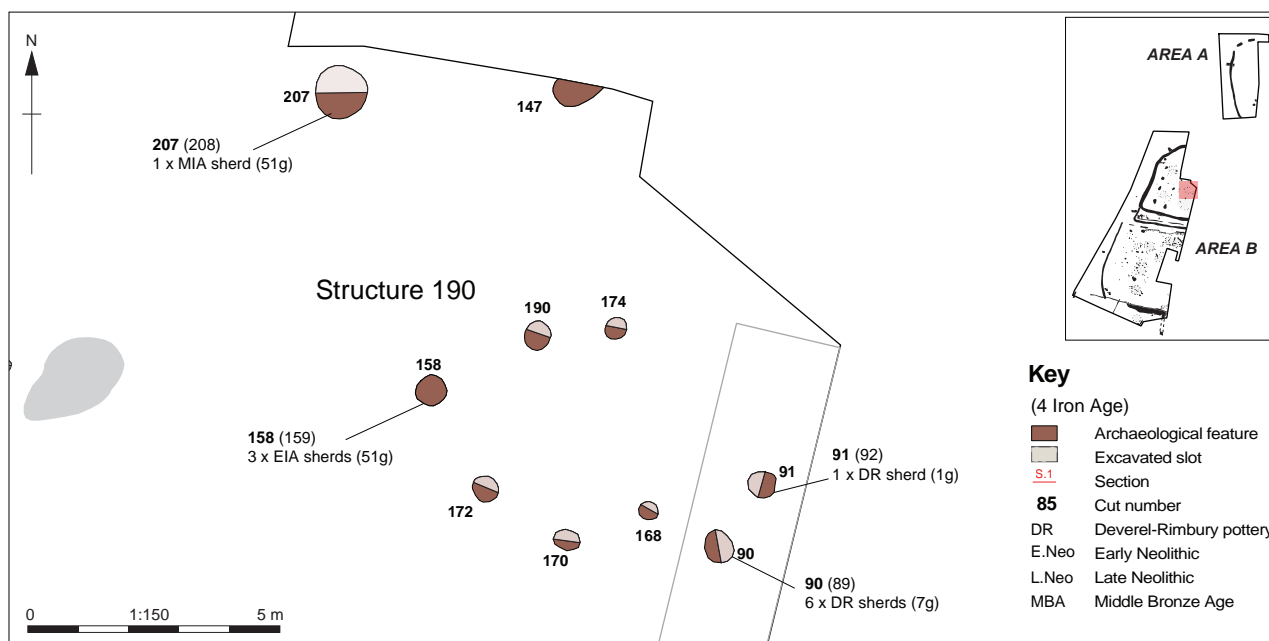 N
207
147
207 (208)
1 x MIA sherd (51g)
Structure 190
190
174
158
158 (159)
3 x EIA sherds (51g)
91 (92)
1 x DR sherd (1g)
91
172
168
170
90
90 (89)
6 x DR sherds (7g)
0 1:150 5 m
AREA A
AREA B
Key
(4 Iron Age)
Archaeological feature
Excavated slot
S.1 Section
85 Cut number
DR Deverel-Rimbury pottery
E.Neo Early Neolithic
L.Neo Late Neolithic
MBA Middle Bronze Age